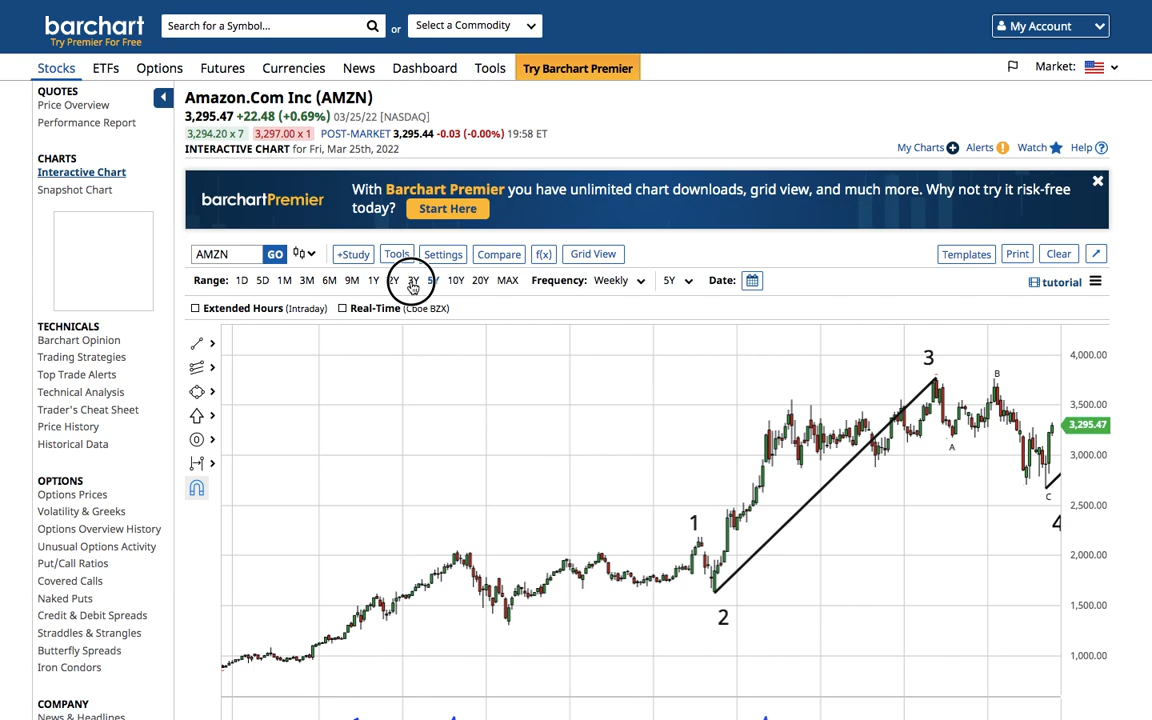 barchart
Try Premier For Free
Search for a Symbol...
or
Select a Commodity
My Account
Stocks ETFs Options Futures Currencies News Dashboard Tools Try Barchart Premier
Market:
QUOTES
Price Overview
Performance Report
CHARTS
Interactive Chart
Snapshot Chart
TECHNICALS
Barchart Opinion
Trading Strategies
Top Trade Alerts
Technical Analysis
Trader's Cheat Sheet
Price History
Historical Data
OPTIONS
Options Prices
Volatility & Greeks
Options Overview History
Unusual Options Activity
Put/Call Ratios
Covered Calls
Naked Puts
Credit & Debit Spreads
Straddles & Strangles
Butterfly Spreads
Iron Condors
COMPANY
News & Headlines
Amazon.Com Inc (AMZN)
3,295.47 +22.48 (+0.69%) 03/25/22 [NASDAQ]
3,294.20 x 7 3,297.00 x 1 POST-MARKET 3,295.44 -0.03 (-0.00%) 19:58 ET
INTERACTIVE CHART for Fri, Mar 25th, 2022
My Charts Alerts Watch Help
barchartPremier
With Barchart Premier you have unlimited chart downloads, grid view, and much more. Why not try it risk-free
today? Start Here
AMZN GO +Study Tools Settings Compare f(x) Grid View Templates Print Clear
Range: 1D 5D 1M 3M 6M 9M 1Y 2Y 3Y 5Y 10Y 20Y MAX Frequency: Weekly 5Y Date:
tutorial
Extended Hours (Intraday) Real-Time (Cboe BZX)
4,000.00
3,500.00
3,295.47
3,000.00
2,500.00
2,000.00
1,500.00
1,000.00
1
2
3
A
B
C
4